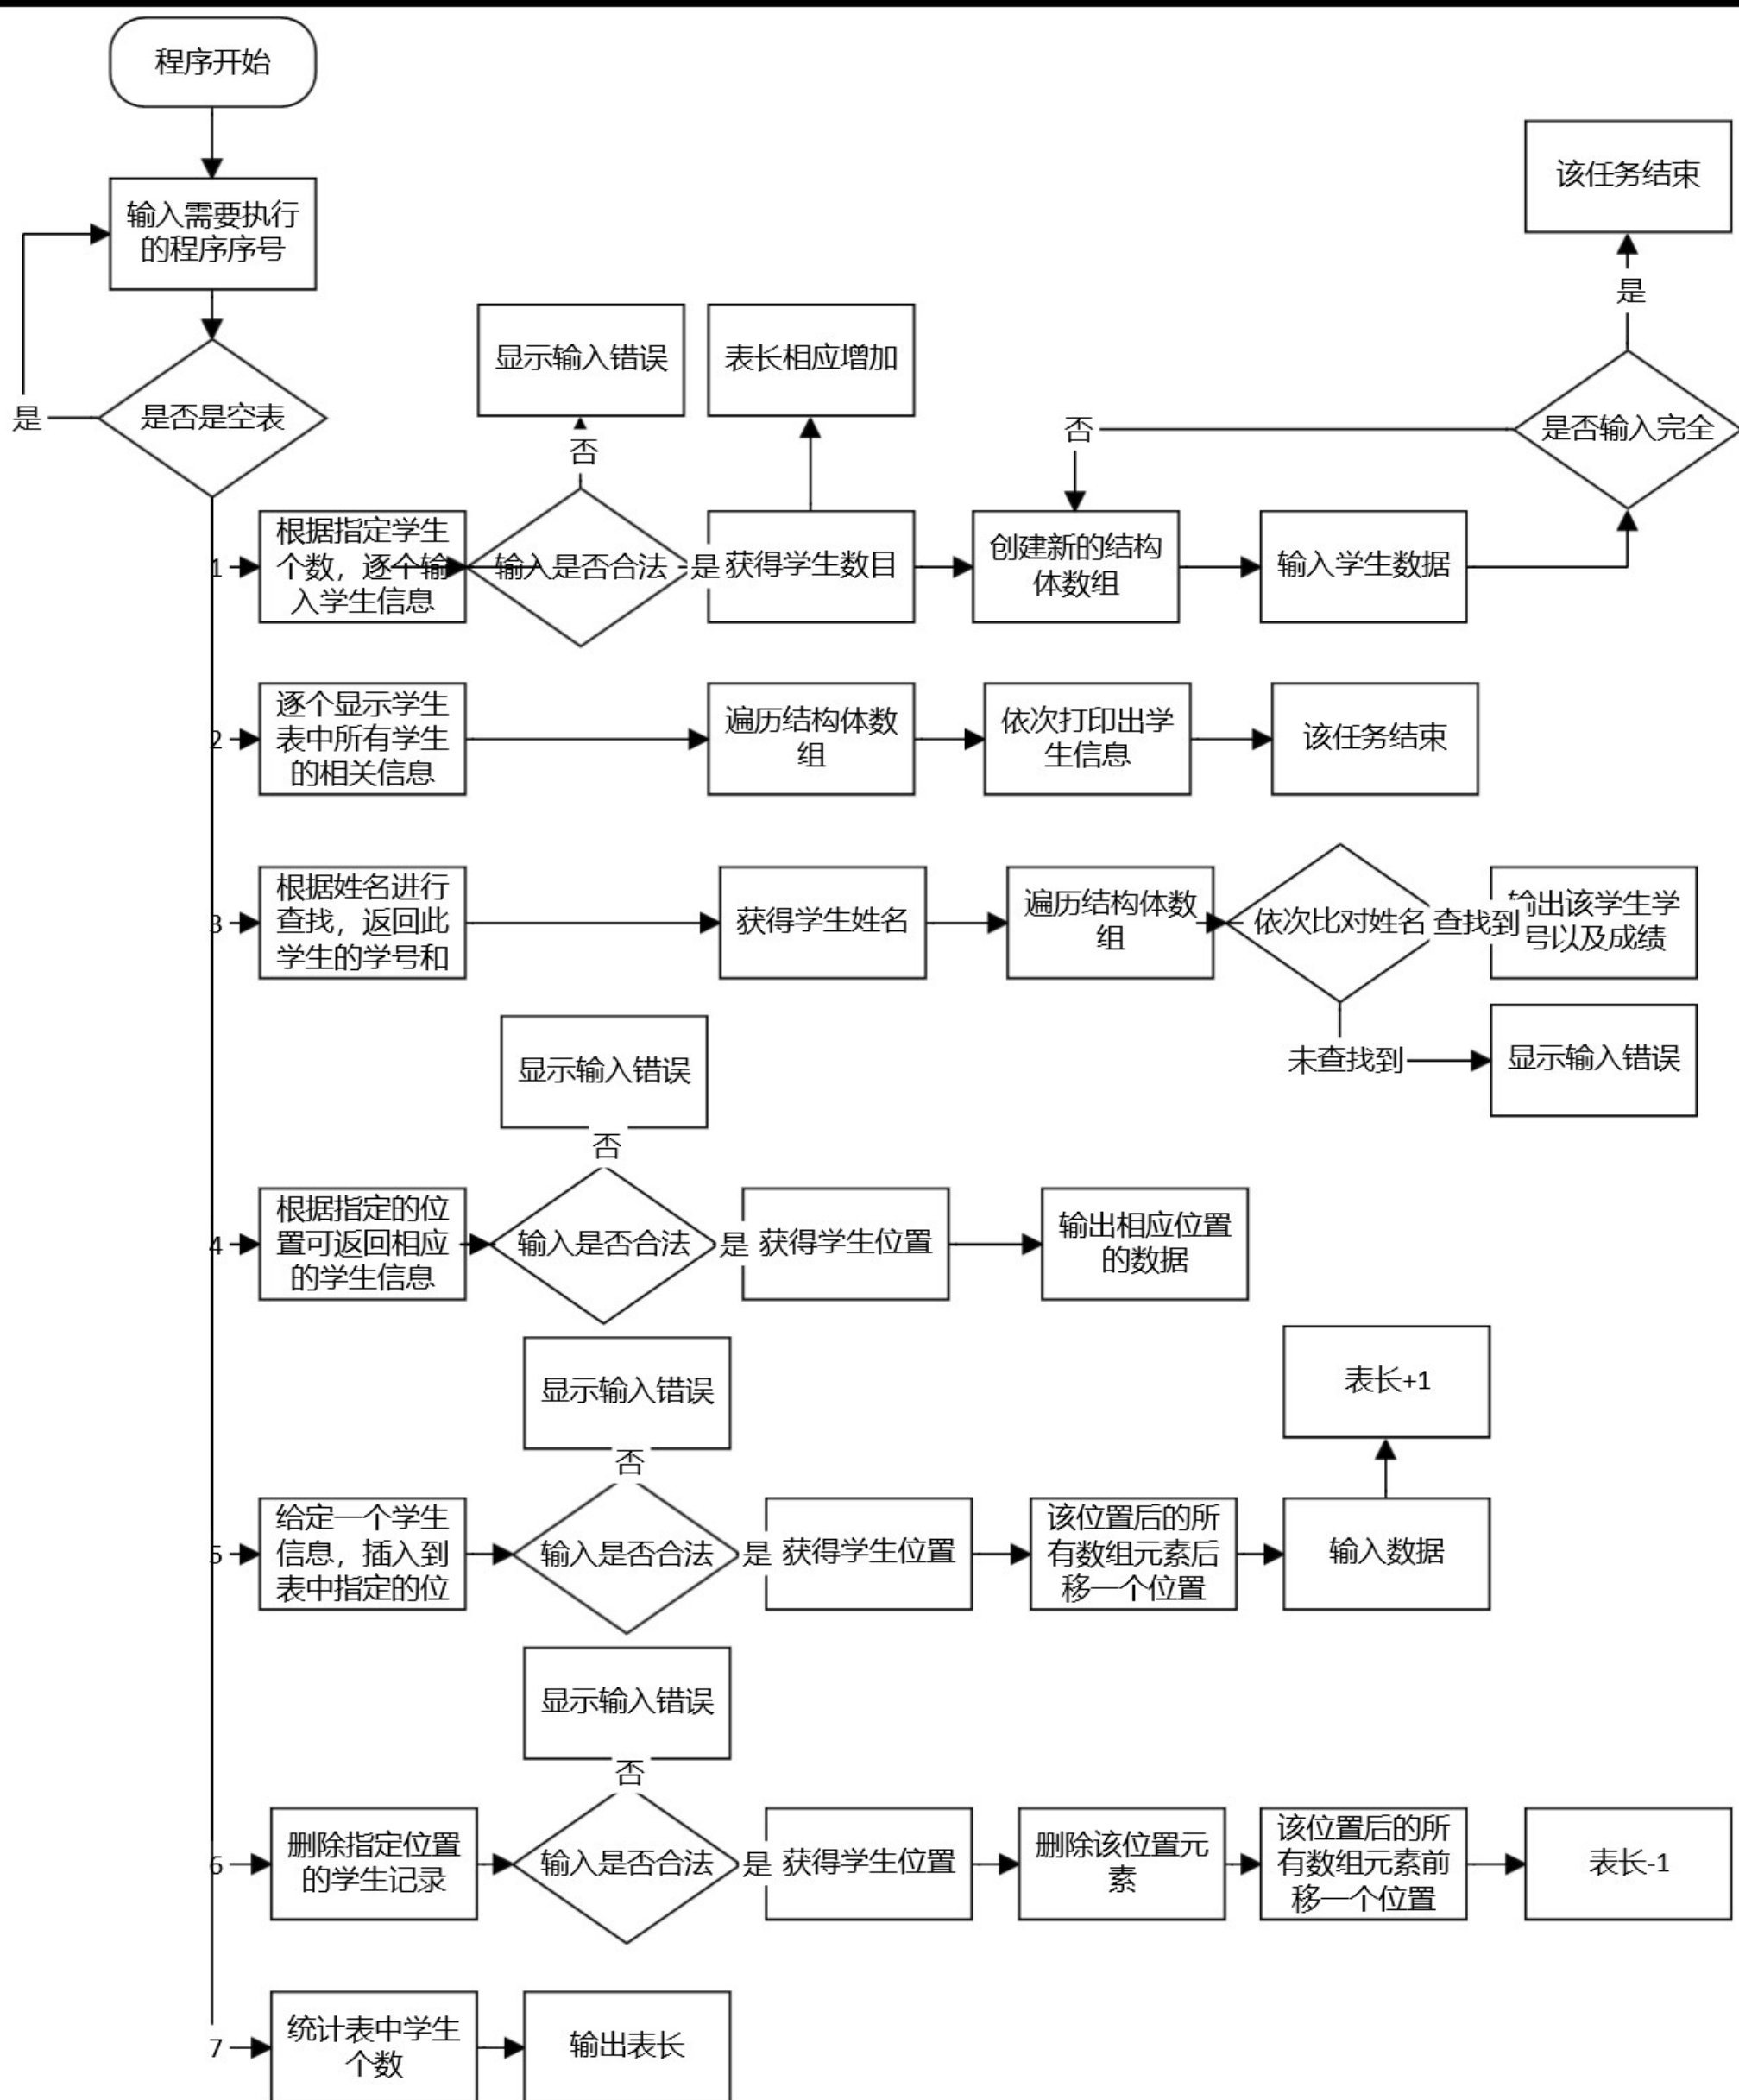 程序开始
输入需要执行
的程序序号
是否是空表
是
显示输入错误
表长相应增加
该任务结束
是
是否输入完全
否
否
1
根据指定学生
个数，逐个输
入学生信息
输入是否合法
是
获得学生数目
创建新的结构
体数组
输入学生数据
2
逐个显示学生
表中所有学生
的相关信息
遍历结构体数
组
依次打印出学
生信息
该任务结束
3
根据姓名进行
查找，返回此
学生的学号和
获得学生姓名
遍历结构体数
组
依次比对姓名
查找到
输出该学生学
号以及成绩
未查找到
显示输入错误
显示输入错误
否
4
根据指定的位
置可返回相应
的学生信息
输入是否合法
是
获得学生位置
输出相应位置
的数据
显示输入错误
否
表长+1
5
给定一个学生
信息，插入到
表中指定的位
输入是否合法
是
获得学生位置
该位置后的所
有数组元素后
移一个位置
输入数据
显示输入错误
否
6
删除指定位置
的学生记录
输入是否合法
是
获得学生位置
删除该位置元
素
该位置后的所
有数组元素前
移一个位置
表长-1
7
统计表中学生
个数
输出表长